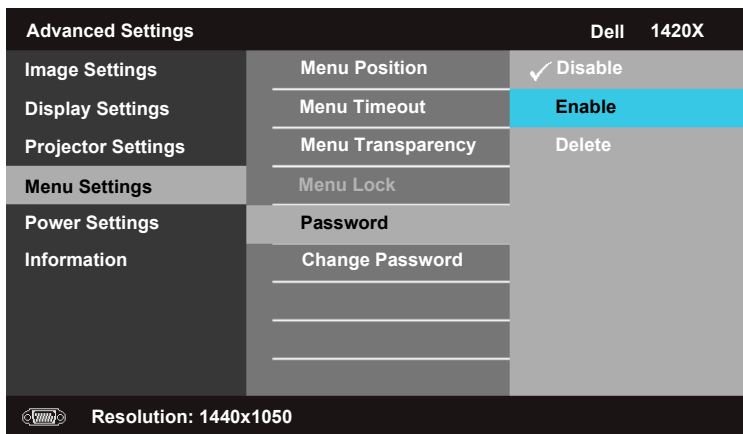 Advanced Settings Dell 1420X
Image Settings
Display Settings
Projector Settings
Menu Settings
Power Settings
Information
Menu Position
Menu Timeout
Menu Transparency
Menu Lock
Password
Change Password
Disable
Enable
Delete
Resolution: 1440x1050